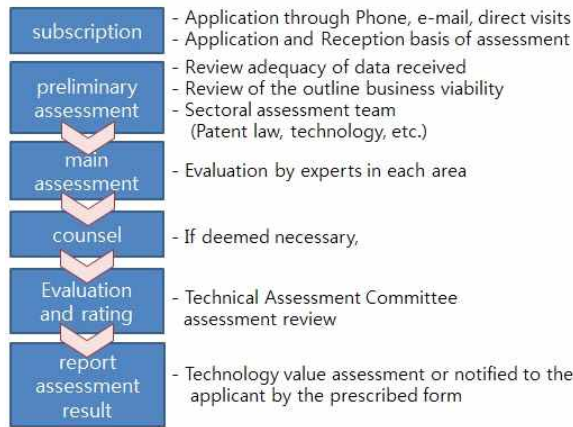 subscription
- Application through Phone, e-mail, direct visits
- Application and Reception basis of assessment
preliminary
assessment
- Review adequacy of data received
- Review of the outline business viability
- Sectoral assessment team
(Patent law, technology, etc.)
main
assessment
- Evaluation by experts in each area
counsel
- If deemed necessary,
Evaluation
and rating
- Technical Assessment Committee
assessment review
report
assessment
result
- Technology value assessment or notified to the
applicant by the prescribed form